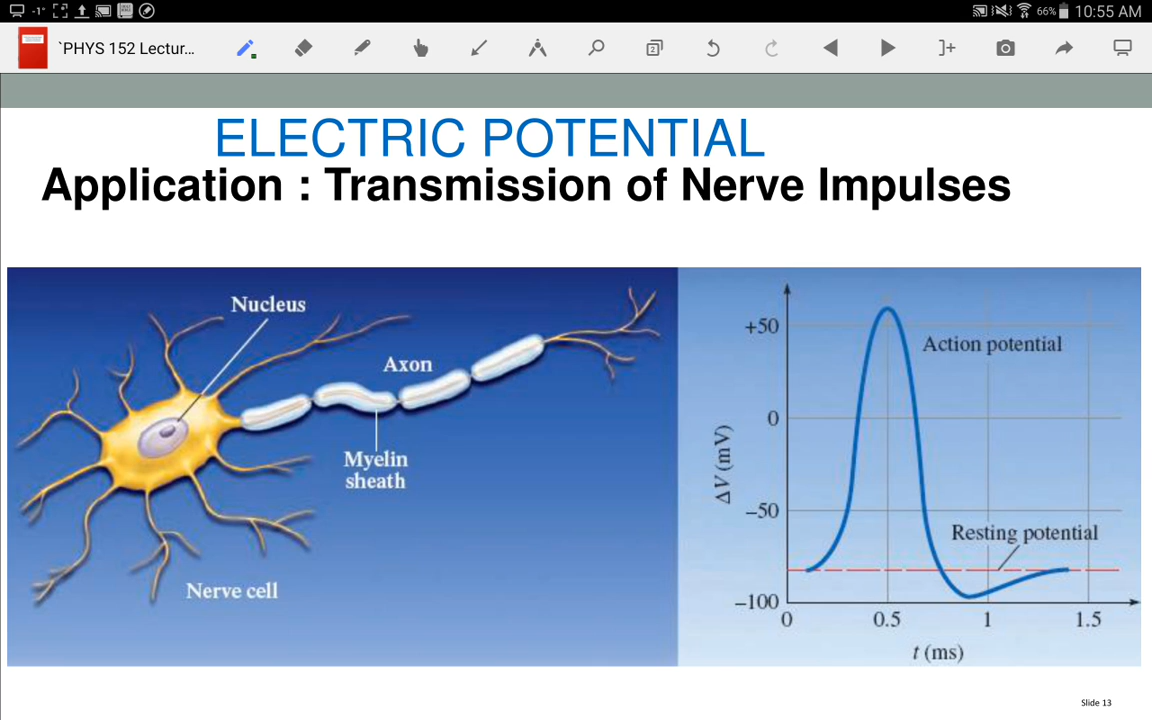 -1°
66% 10:55 AM
`PHYS 152 Lectur...
2
ELECTRIC POTENTIAL
Application : Transmission of Nerve Impulses
Nucleus
Axon
Myelin
sheath
Nerve cell
+50
0
−50
−100
ΔV (mV)
Action potential
Resting potential
0 0.5 1 1.5
t (ms)
Slide 13